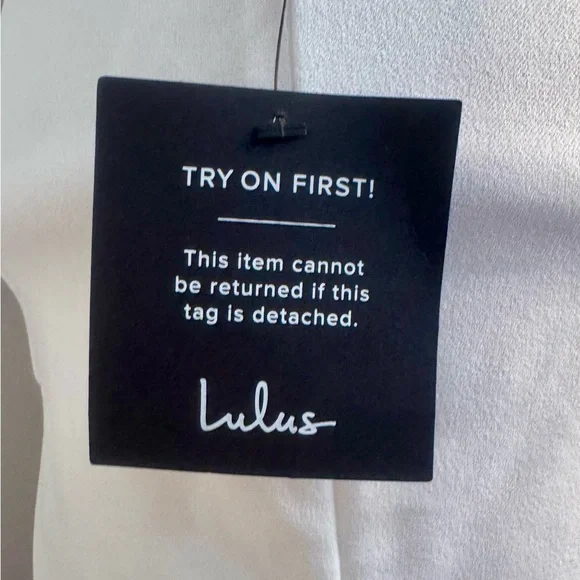 TRY ON FIRST!
This item cannot
be returned if this
tag is detached.
Lulus